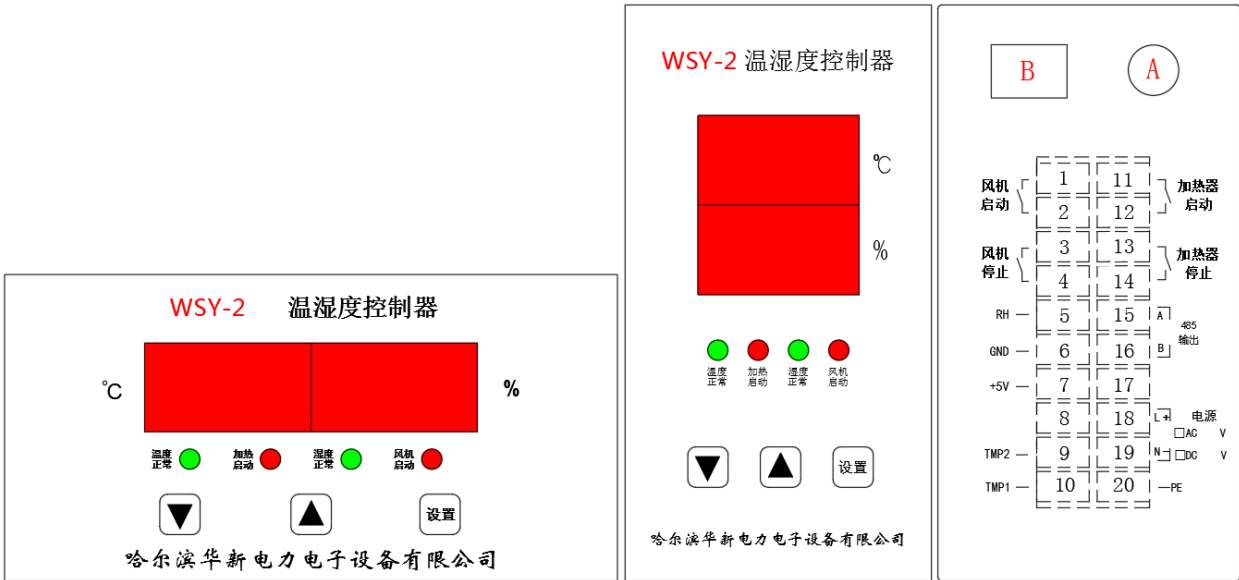 WSY-2 温湿度控制器
℃ %
温度正常 加热启动 湿度正常 风机启动
设置
哈尔滨华新电力电子设备有限公司
WSY-2 温湿度控制器
℃
%
温度正常 加热启动 湿度正常 风机启动
设置
哈尔滨华新电力电子设备有限公司
B A
风机启动 1 11 加热器启动
2 12
风机停止 3 13 加热器停止
4 14
RH 5 15 A 485输出
GND 6 16 B
+5V 7 17
8 18 L+ 电源
□AC V
TMP2 9 19 N- □DC V
TMP1 10 20 PE